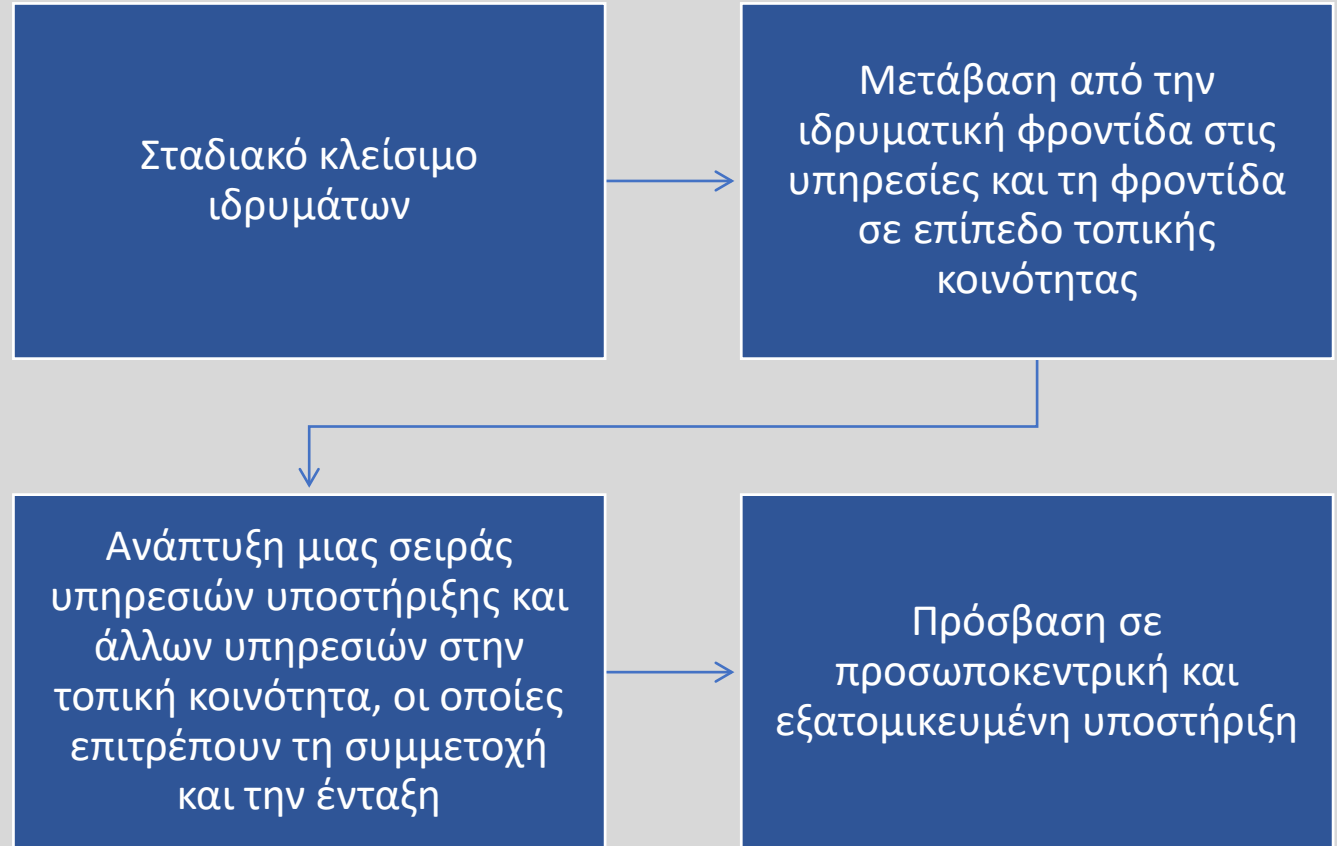 Σταδιακό κλείσιμο
ιδρυμάτων
Μετάβαση από την
ιδρυματική φροντίδα στις
υπηρεσίες και τη φροντίδα
σε επίπεδο τοπικής
κοινότητας
Ανάπτυξη μιας σειράς
υπηρεσιών υποστήριξης και
άλλων υπηρεσιών στην
τοπική κοινότητα, οι οποίες
επιτρέπουν τη συμμετοχή
και την ένταξη
Πρόσβαση σε
προσωποκεντρική και
εξατομικευμένη υποστήριξη